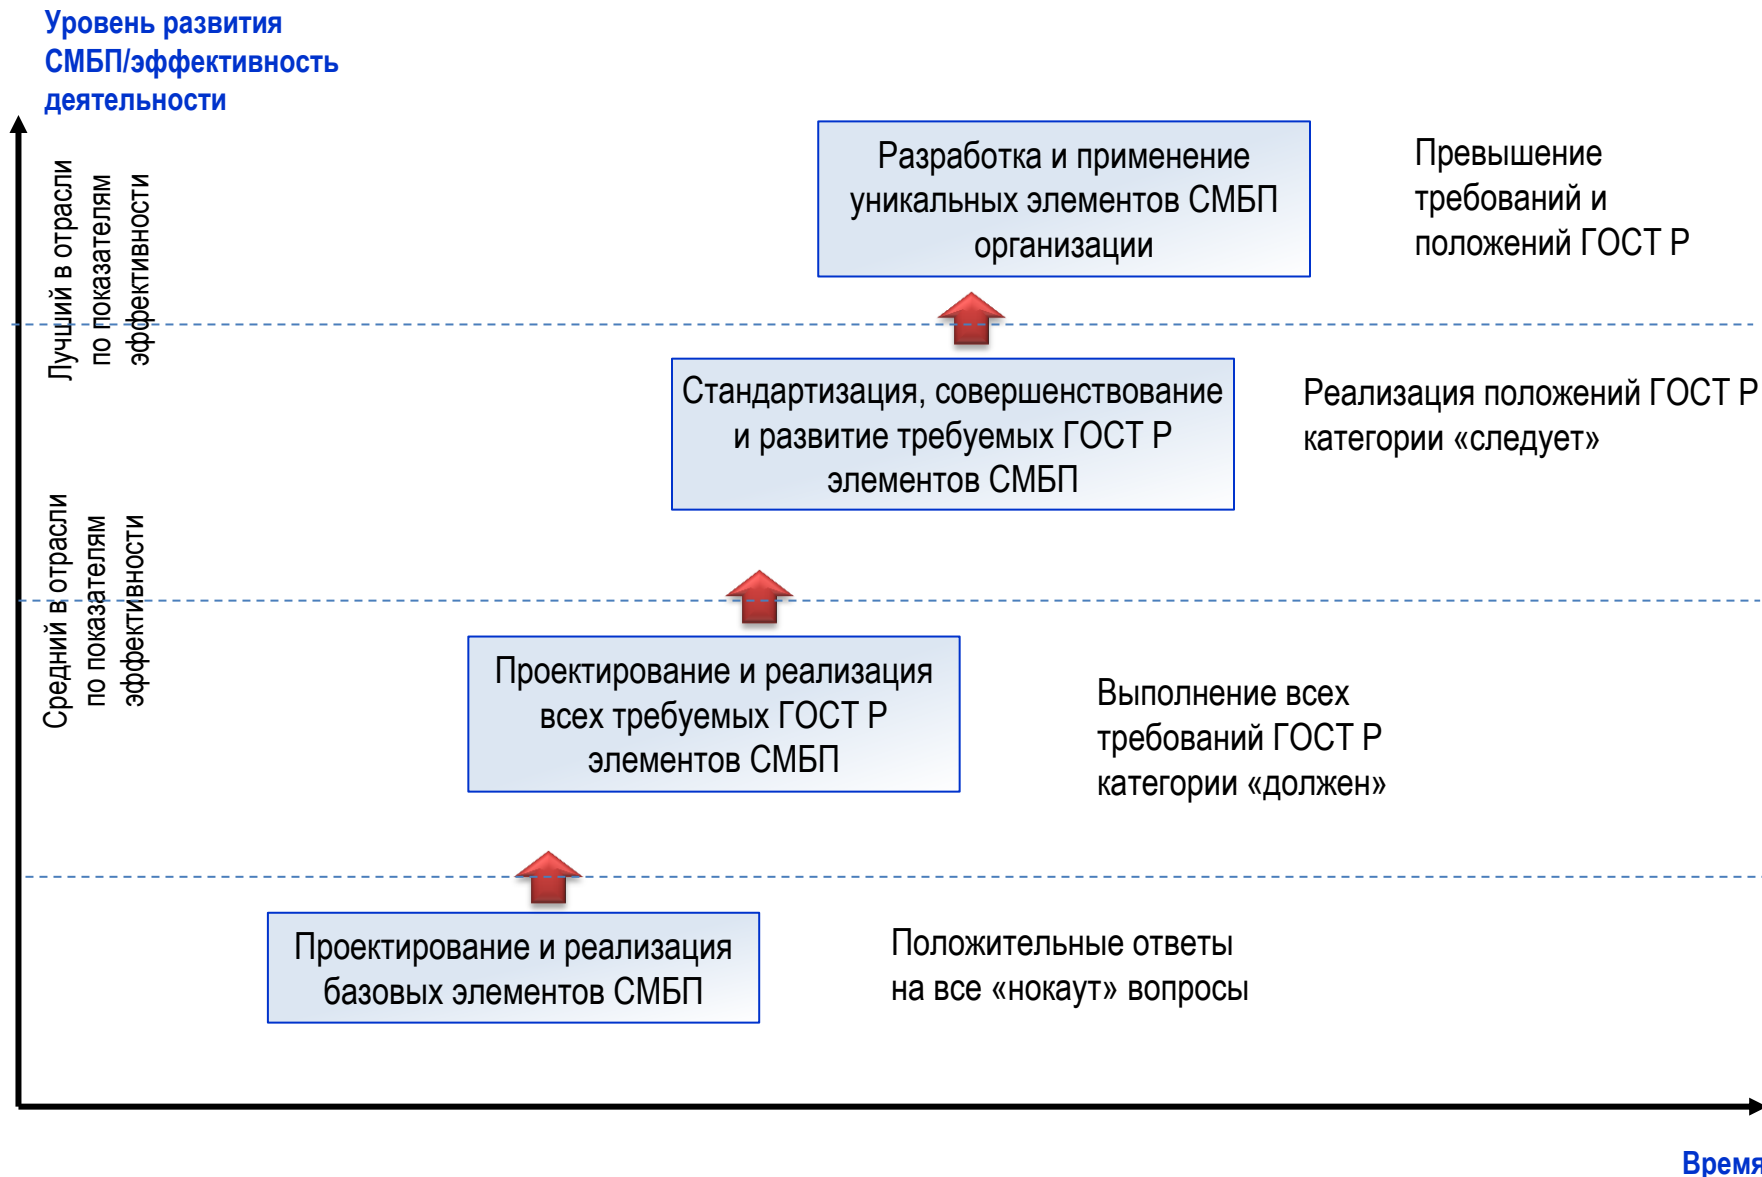 Уровень развития
СМБП/эффективность
деятельности
Лучший в отрасли
по показателям
эффективности
Разработка и применение
уникальных элементов СМБП
организации
Превышение
требований и
положений ГОСТ Р
Стандартизация, совершенствование
и развитие требуемых ГОСТ Р
элементов СМБП
Реализация положений ГОСТ Р
категории «следует»
Средний в отрасли
по показателям
эффективности
Проектирование и реализация
всех требуемых ГОСТ Р
элементов СМБП
Выполнение всех
требований ГОСТ Р
категории «должен»
Проектирование и реализация
базовых элементов СМБП
Положительные ответы
на все «нокаут» вопросы
Время